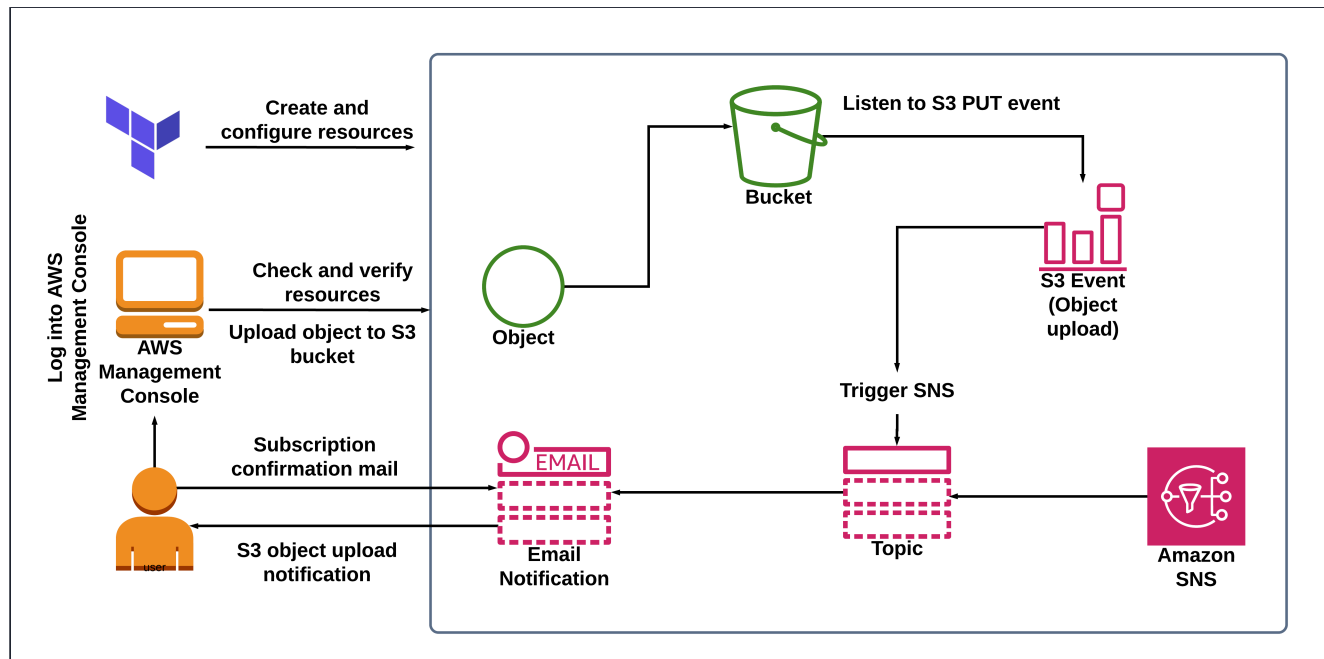 Create and
configure resources
Listen to S3 PUT event
Bucket
Log into AWS
Management Console
Check and verify
resources
Upload object to S3
bucket
AWS
Management
Console
Object
S3 Event
(Object
upload)
Trigger SNS
Subscription
confirmation mail
EMAIL
S3 object upload
notification
user
Email
Notification
Topic
Amazon
SNS